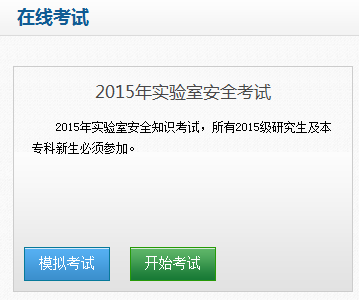 在线考试
2015年实验室安全考试
2015年实验室安全知识考试，所有2015级研究生及本
专科新生必须参加。
模拟考试 开始考试